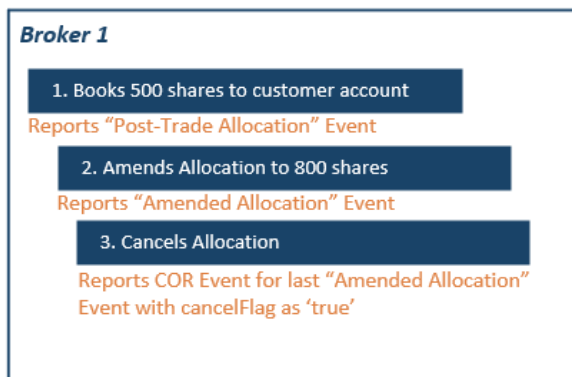 Broker 1
1. Books 500 shares to customer account
Reports “Post-Trade Allocation” Event
2. Amends Allocation to 800 shares
Reports “Amended Allocation” Event
3. Cancels Allocation
Reports COR Event for last “Amended Allocation”
Event with cancelFlag as ‘true’